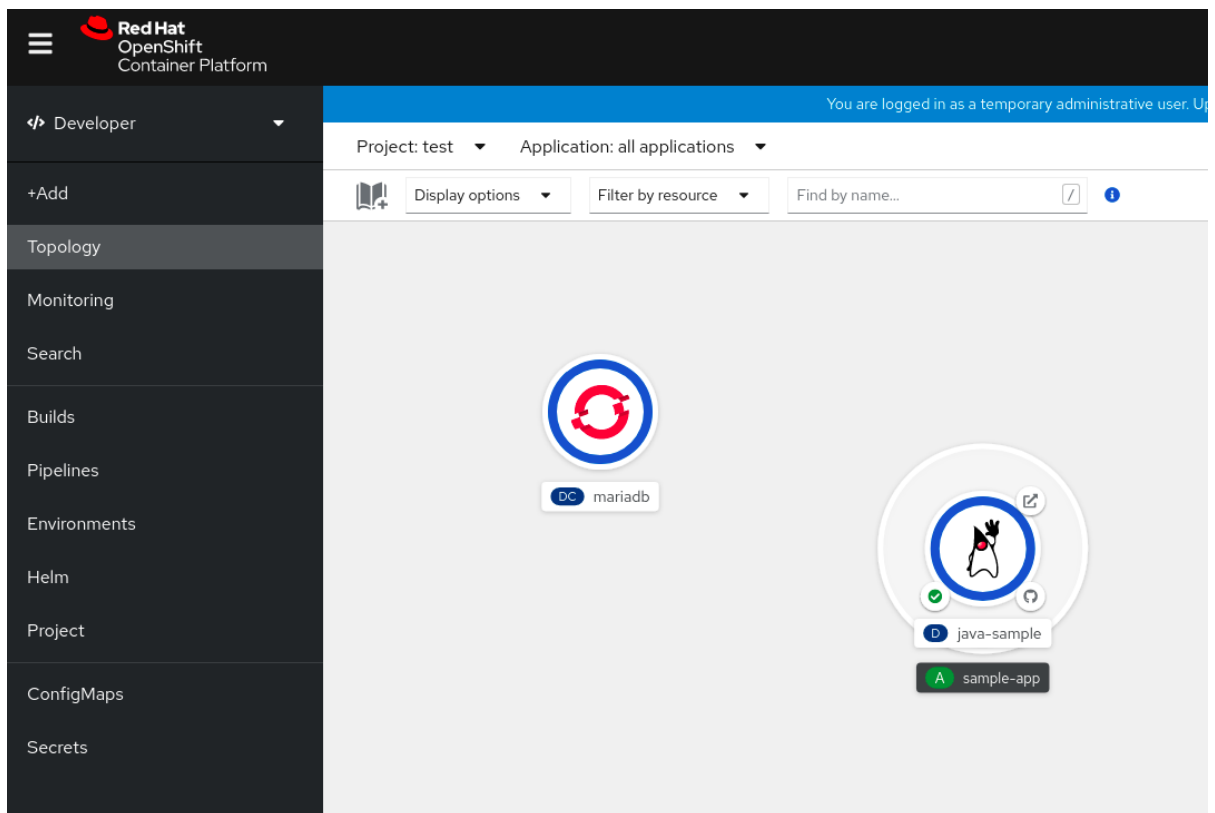 Red Hat
OpenShift
Container Platform
You are logged in as a temporary administrative user. Up
Developer
Project: test
Application: all applications
+Add
Display options
Filter by resource
Find by name...
/
Topology
Monitoring
Search
Builds
Pipelines
Environments
Helm
Project
ConfigMaps
Secrets
DC mariadb
D java-sample
A sample-app